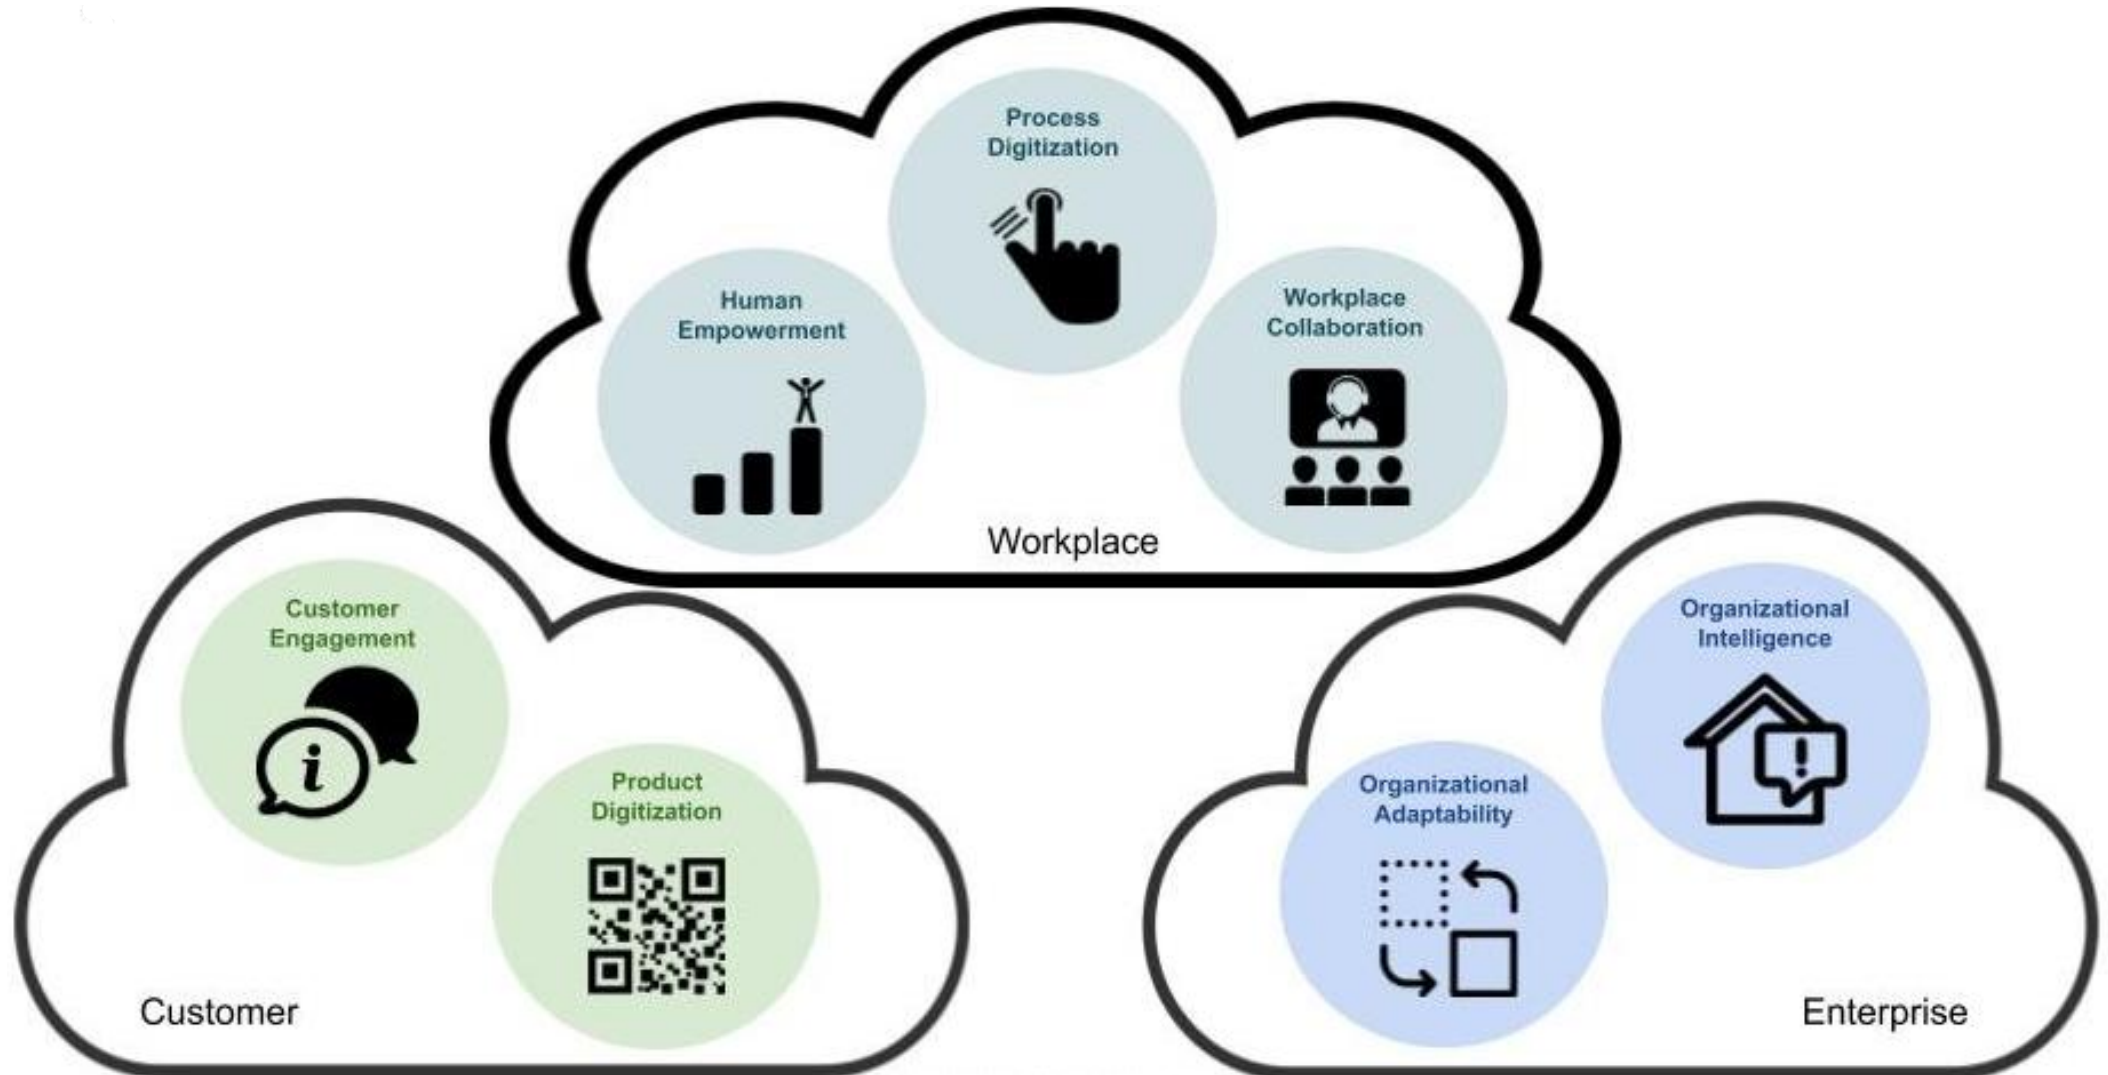 Process
Digitization
Human
Empowerment
Workplace
Collaboration
Workplace
Customer
Engagement
Product
Digitization
Customer
Organizational
Intelligence
Organizational
Adaptability
Enterprise